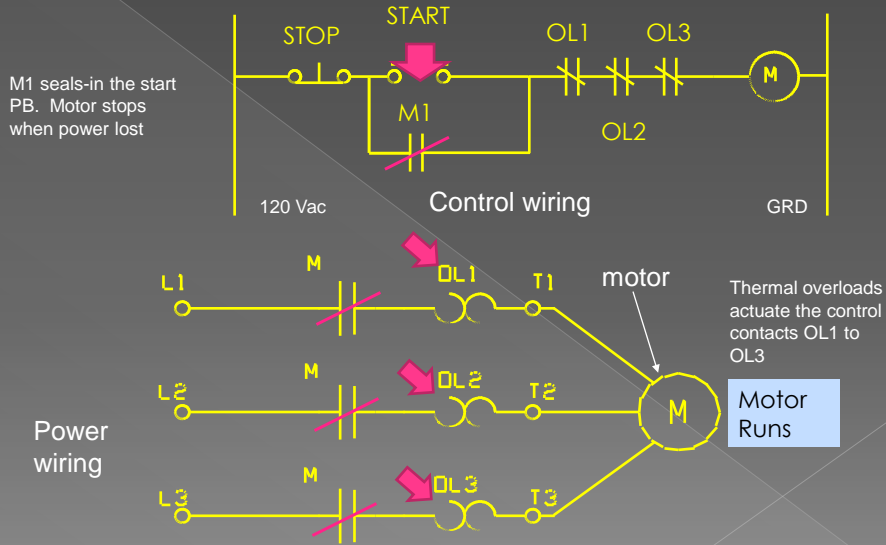 START
STOP
OL1
OL3
M1 seals-in the start
PB. Motor stops
when power lost
M
M1
OL2
120 Vac
Control wiring
GRD
M
OL1
L1
T1
motor
Thermal overloads
actuate the control
contacts OL1 to
OL3
M
OL2
L2
T2
M
Motor
Runs
Power
wiring
M
OL3
L3
T3